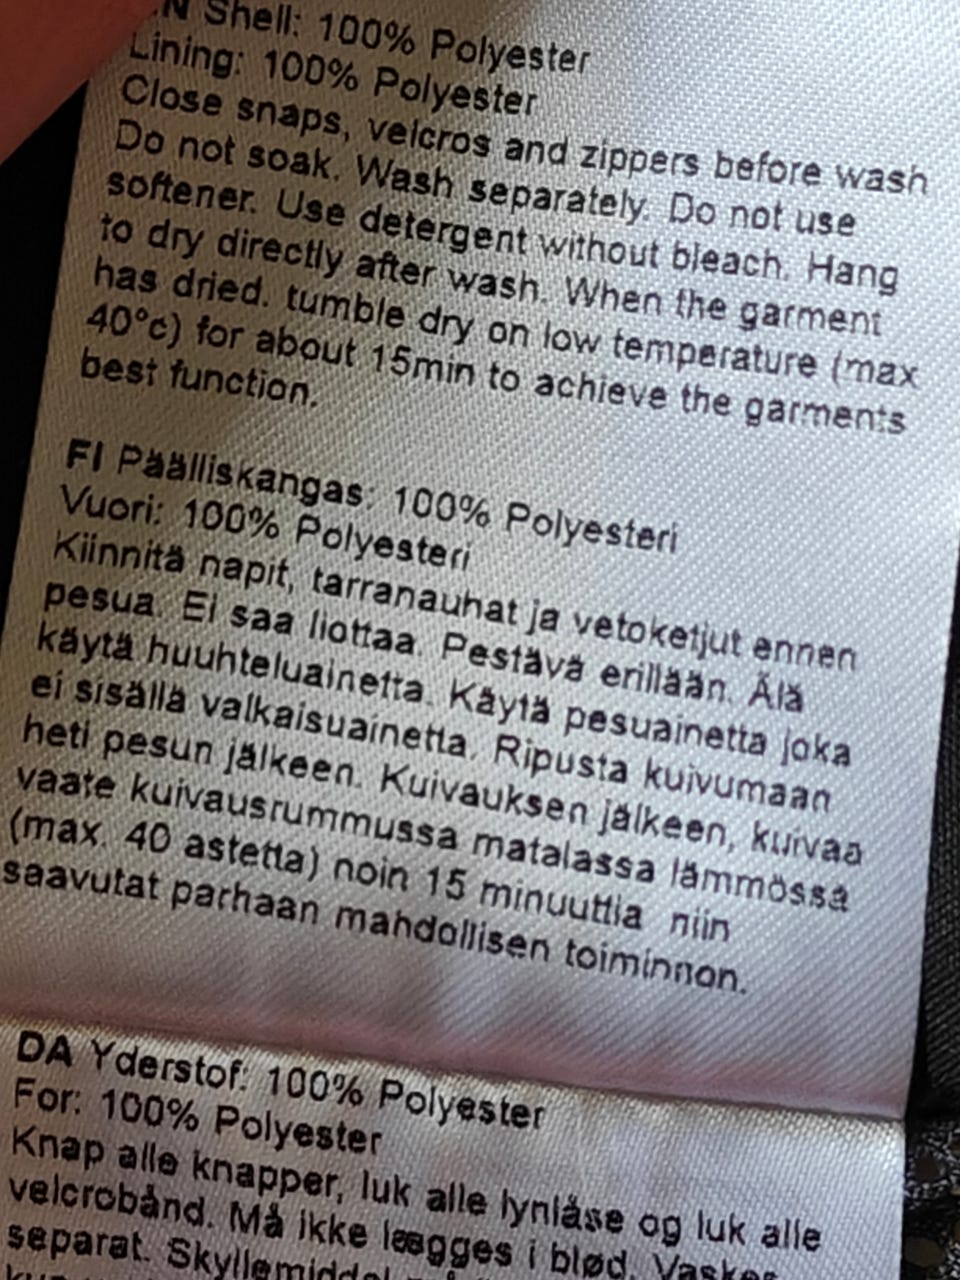 EN Shell: 100% Polyester
Lining: 100% Polyester
Close snaps, velcros and zippers before wash
Do not soak. Wash separately. Do not use
softener. Use detergent without bleach. Hang
to dry directly after wash. When the garment
has dried. tumble dry on low temperature (max
40°c) for about 15min to achieve the garments
best function.
FI Päälliskangas: 100% Polyesteri
Vuori: 100% Polyesteri
Kiinnitä napit, tarranauhat ja vetoketjut ennen
pesua. Ei saa liottaa. Pestävä erillään. Älä
käytä huuhteluainetta. Käytä pesuainetta joka
ei sisällä valkaisuainetta. Ripusta kuivumaan
heti pesun jälkeen. Kuivauksen jälkeen, kuivaa
vaate kuivausrummussa matalassa lämmössä
(max. 40 astetta) noin 15 minuuttia niin
saavutat parhaan mahdollisen toiminnon.
DA Yderstof: 100% Polyester
For: 100% Polyester
Knap alle knapper, luk alle lynlåse og luk alle
velcrobånd. Må ikke lægges i blød. Vaskes
separat. Skyllemiddel